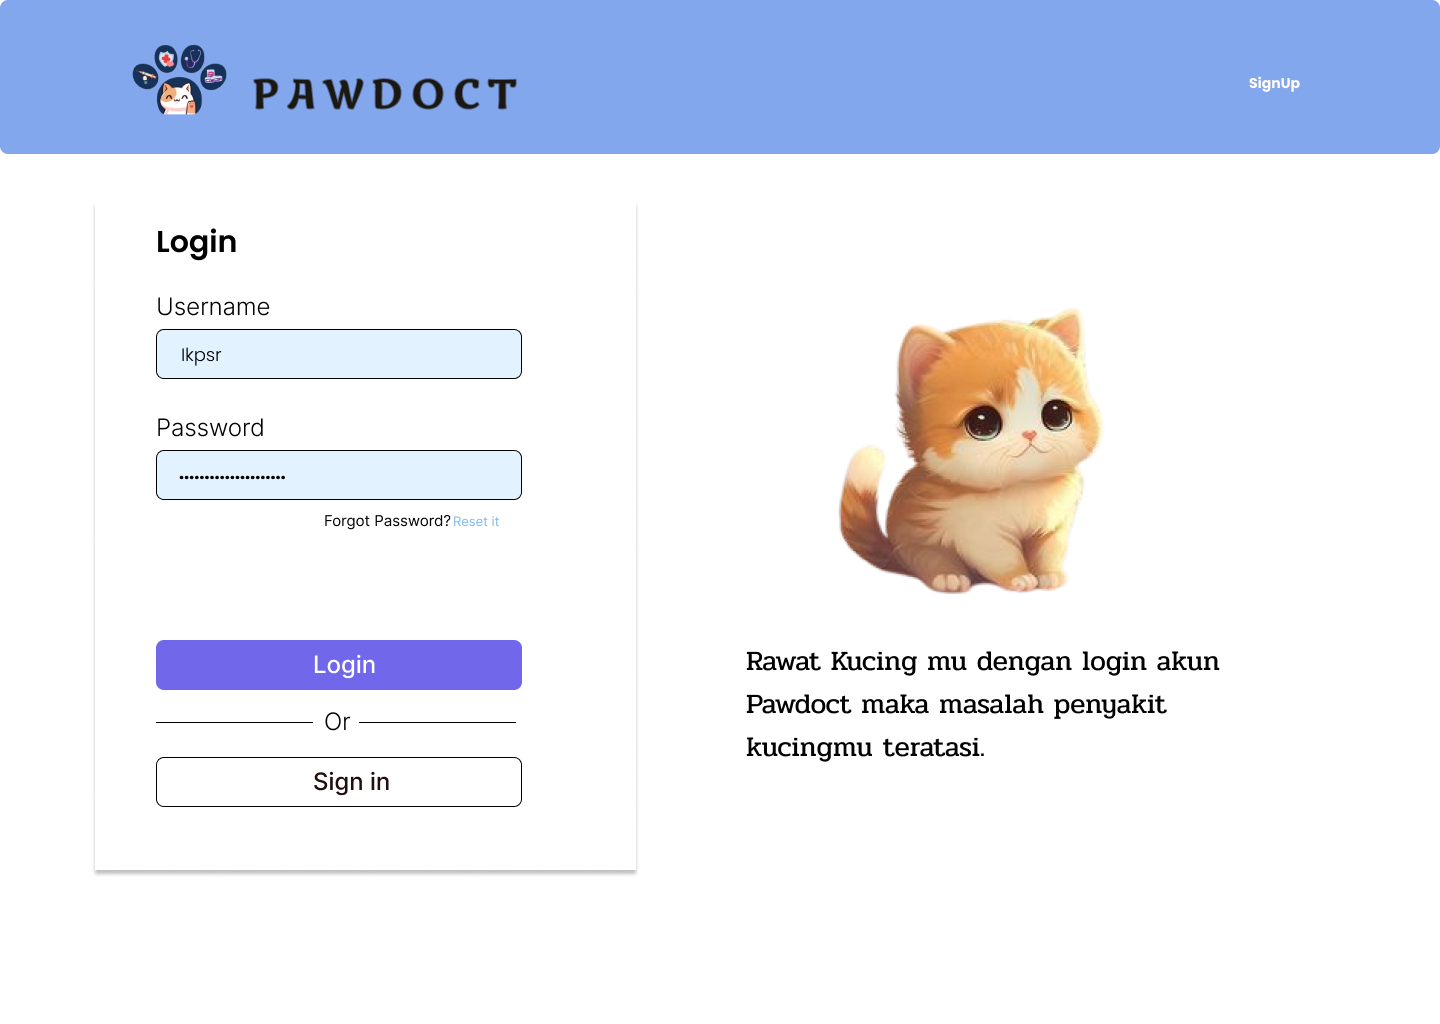 PAWDOCT
SignUp
Login
Username
Ikpsr
Password
•••••••••••••••••••••
Forgot Password? Reset it
Login
Or
Sign in
Rawat Kucing mu dengan login akun
Pawdoct maka masalah penyakit
kucingmu teratasi.